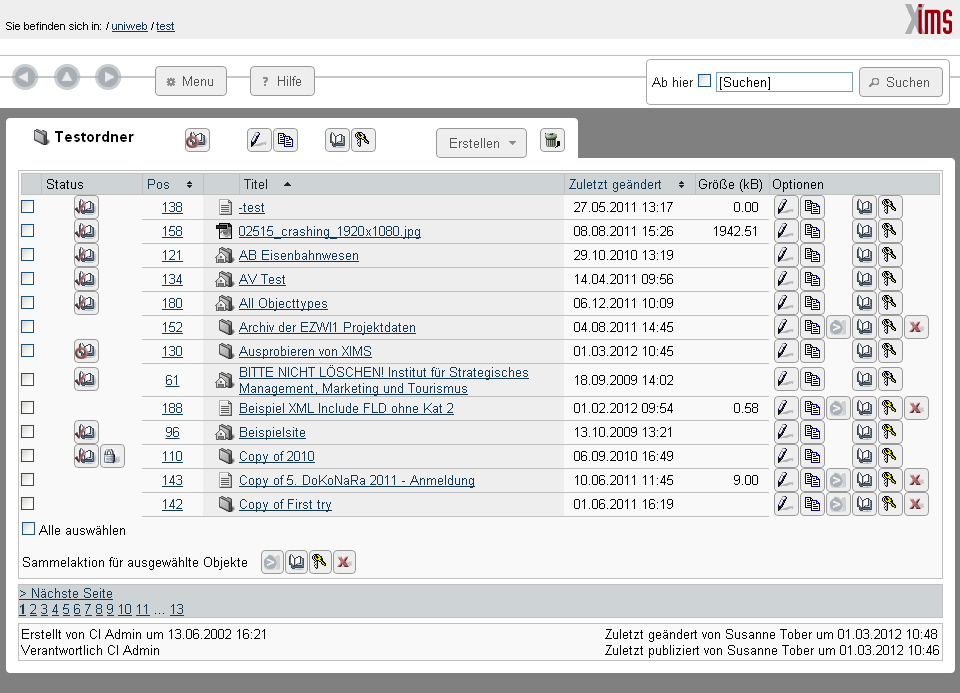 Sie befinden sich in: / uniweb / test
Xims
Menu
? Hilfe
Ab hier [Suchen] Suchen
Testordner
Erstellen
Status Pos Titel Zuletzt geändert Größe (kB) Optionen
138 -test 27.05.2011 13:17 0.00
158 02515_crashing_1920x1080.jpg 08.08.2011 15:26 1942.51
121 AB Eisenbahnwesen 29.10.2010 13:19
134 AV Test 14.04.2011 09:56
180 All Objecttypes 06.12.2011 10:09
152 Archiv der EZWI1 Projektdaten 04.08.2011 14:45
130 Ausprobieren von XIMS 01.03.2012 10:45
61 BITTE NICHT LÖSCHEN! Institut für Strategisches
Management, Marketing und Tourismus 18.09.2009 14:02
188 Beispiel XML Include FLD ohne Kat 2 01.02.2012 09:54 0.58
96 Beispielsite 13.10.2009 13:21
110 Copy of 2010 06.09.2010 16:49
143 Copy of 5. DoKoNaRa 2011 - Anmeldung 10.06.2011 11:45 9.00
142 Copy of First try 01.06.2011 16:19
Alle auswählen
Sammelaktion für ausgewählte Objekte
> Nächste Seite
1 2 3 4 5 6 7 8 9 10 11 ... 13
Erstellt von CI Admin um 13.06.2002 16:21 Zuletzt geändert von Susanne Tober um 01.03.2012 10:48
Verantwortlich CI Admin Zuletzt publiziert von Susanne Tober um 01.03.2012 10:46